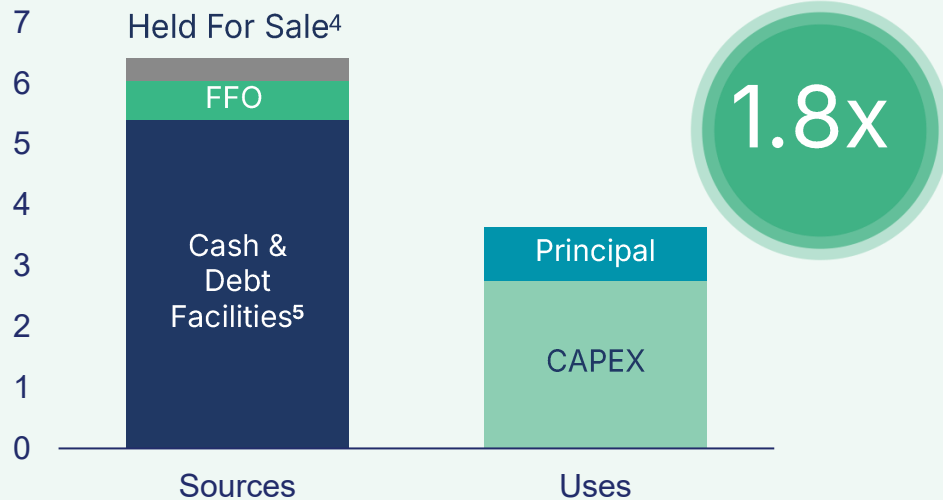 7
Held For Sale⁴
6
FFO
5
4
Cash &
Debt
Facilities⁵
3
2
1
0
Sources
Principal
CAPEX
Uses
1.8x